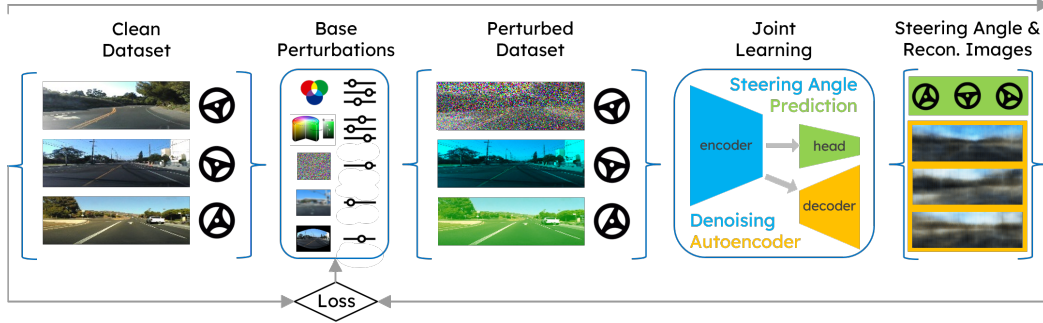 Clean
Dataset
Base
Perturbations
Perturbed
Dataset
Joint
Learning
Steering Angle &
Recon. Images
Steering Angle
Prediction
encoder
head
decoder
Denoising
Autoencoder
Loss